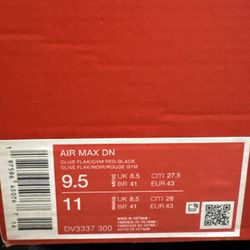 AIR MAX DN
OLIVE FLAK/GYM RED-BLACK
OLIVE FLAK/NOIR/ROUGE GYM
9.5 MENS UK 8.5 cm 27.5
BR 41 EUR 43
11 WMNS UK 8.5 cm 28
BR 41 EUR 43
DV3337 300
MADE IN VIETNAM